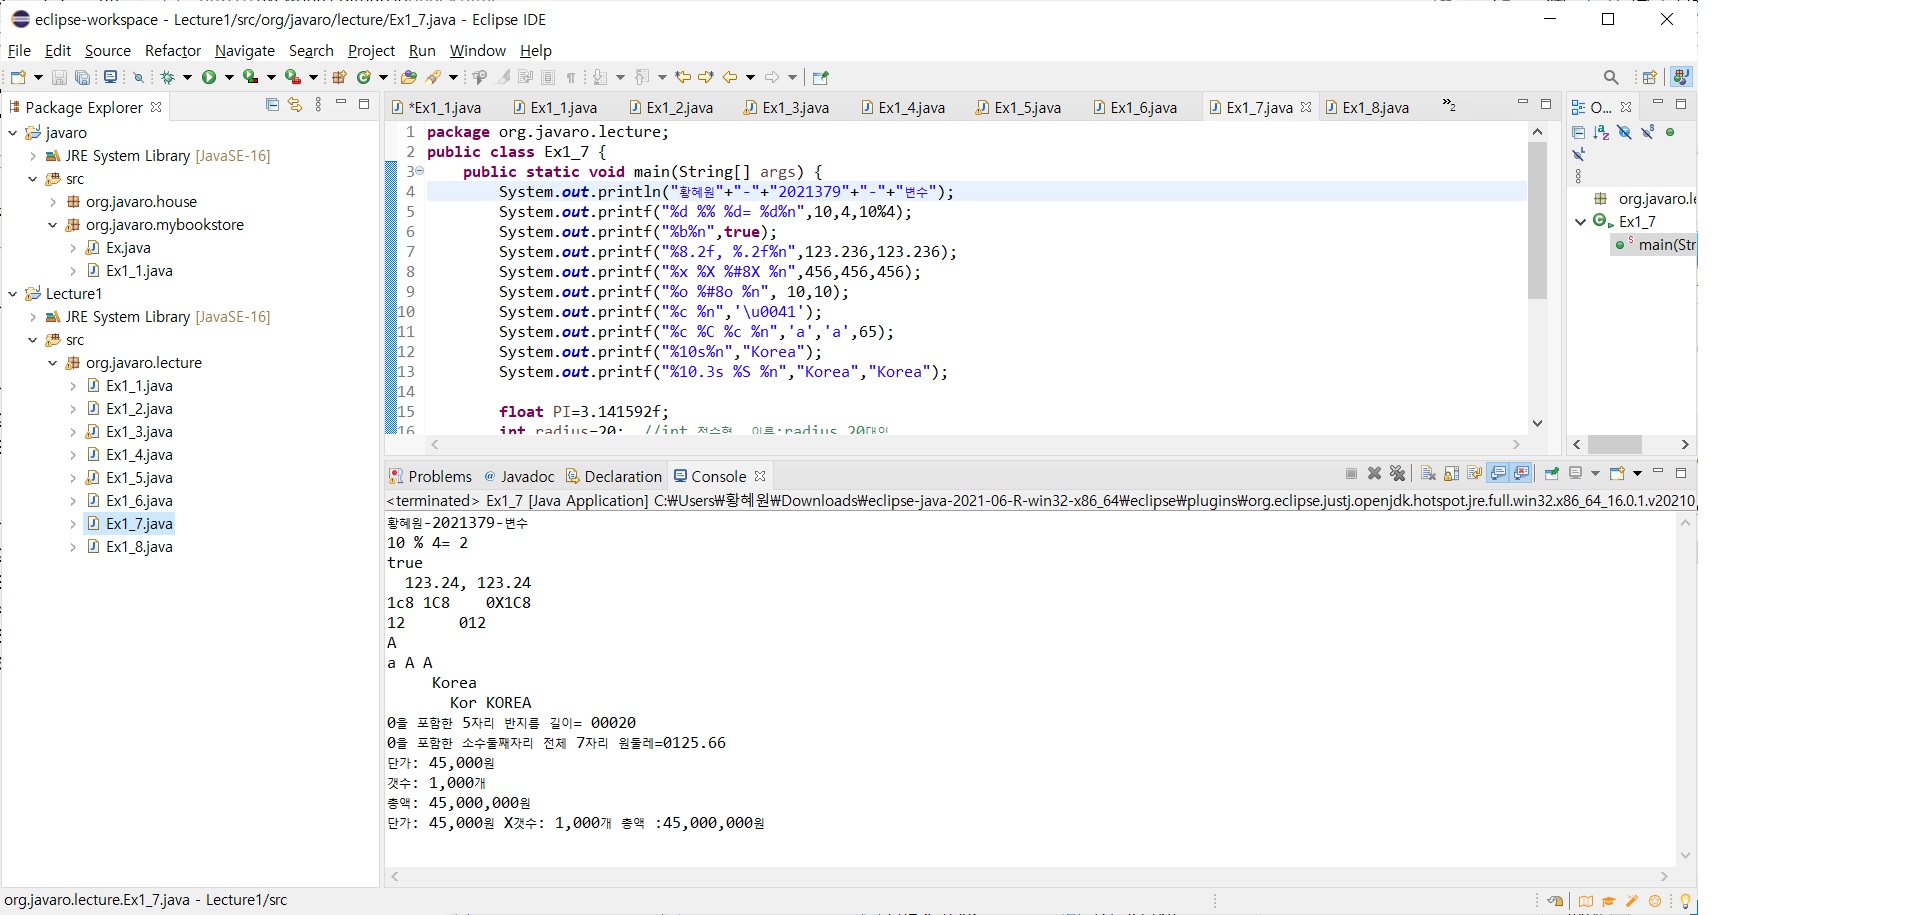 eclipse-workspace - Lecture1/src/org/javaro/lecture/Ex1_7.java - Eclipse IDE
File Edit Source Refactor Navigate Search Project Run Window Help
Package Explorer
javaro
JRE System Library [JavaSE-16]
src
org.javaro.house
org.javaro.mybookstore
Ex.java
Ex1_1.java
Lecture1
JRE System Library [JavaSE-16]
src
org.javaro.lecture
Ex1_1.java
Ex1_2.java
Ex1_3.java
Ex1_4.java
Ex1_5.java
Ex1_6.java
Ex1_7.java
Ex1_8.java
*Ex1_1.java Ex1_1.java Ex1_2.java Ex1_3.java Ex1_4.java Ex1_5.java Ex1_6.java Ex1_7.java Ex1_8.java »2
1 package org.javaro.lecture;
2 public class Ex1_7 {
3 public static void main(String[] args) {
4 System.out.println("황혜원"+"-"+"2021379"+"-"+"변수");
5 System.out.printf("%d %% %d= %d%n",10,4,10%4);
6 System.out.printf("%b%n",true);
7 System.out.printf("%8.2f, %.2f%n",123.236,123.236);
8 System.out.printf("%x %X %#8X %n",456,456,456);
9 System.out.printf("%o %#8o %n", 10,10);
10 System.out.printf("%c %n",'\u0041');
11 System.out.printf("%c %C %c %n",'a','a',65);
12 System.out.printf("%10s%n","Korea");
13 System.out.printf("%10.3s %S %n","Korea","Korea");
14
15 float PI=3.141592f;
16 int radius=20; //int 정수형, 이름:radius 20대입
O...
org.javaro.le
Ex1_7
main(Str
Problems @ Javadoc Declaration Console
<terminated> Ex1_7 [Java Application] C:₩Users₩황혜원₩Downloads₩eclipse-java-2021-06-R-win32-x86_64₩eclipse₩plugins₩org.eclipse.justj.openjdk.hotspot.jre.full.win32.x86_64_16.0.1.v20210
황혜원-2021379-변수
10 % 4= 2
true
123.24, 123.24
1c8 1C8 0X1C8
12 012
A
a A A
Korea
Kor KOREA
0을 포함한 5자리 반지름 길이= 00020
0을 포함한 소수둘째자리 전체 7자리 원둘레=0125.66
단가: 45,000원
갯수: 1,000개
총액: 45,000,000원
단가: 45,000원 X갯수: 1,000개 총액 :45,000,000원
org.javaro.lecture.Ex1_7.java - Lecture1/src